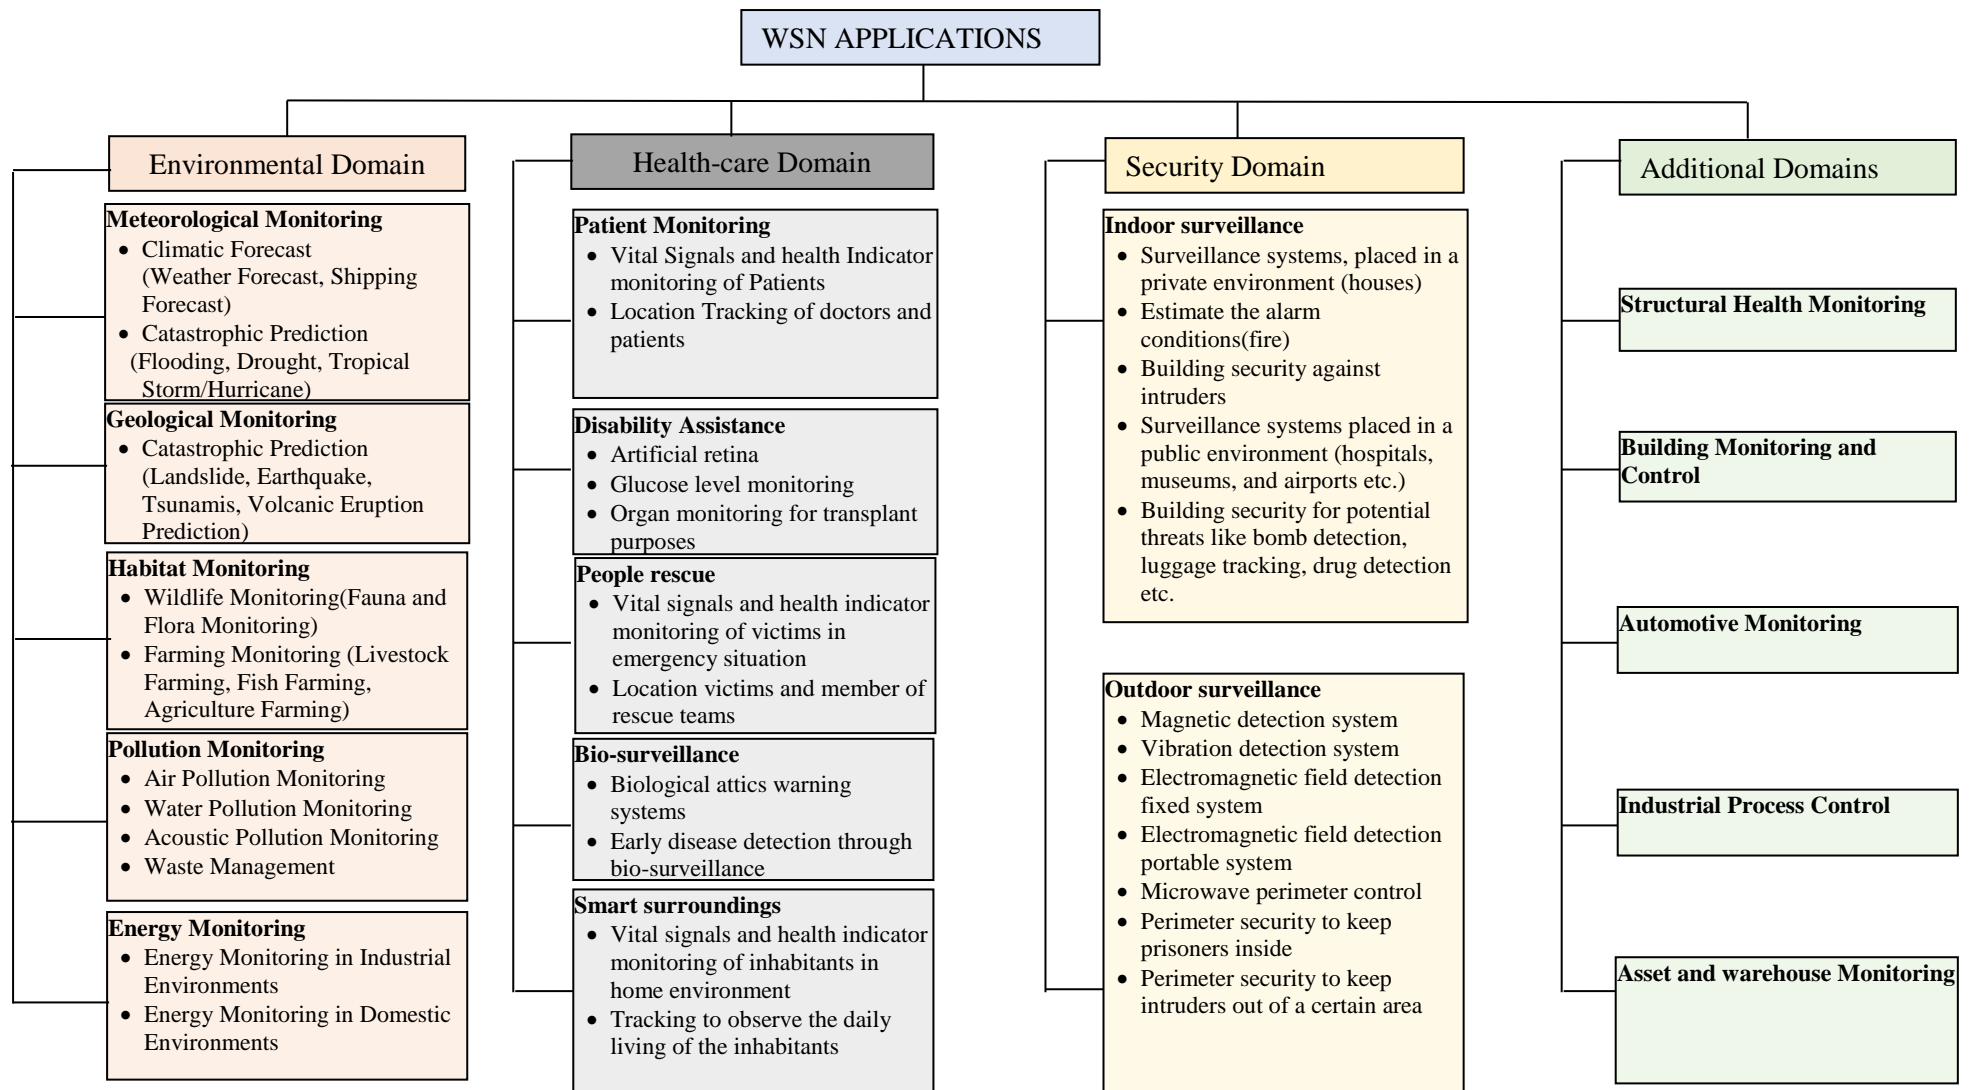 WSN APPLICATIONS
Environmental Domain
Meteorological Monitoring
• Climatic Forecast
(Weather Forecast, Shipping
Forecast)
• Catastrophic Prediction
(Flooding, Drought, Tropical
Storm/Hurricane)
Geological Monitoring
• Catastrophic Prediction
(Landslide, Earthquake,
Tsunamis, Volcanic Eruption
Prediction)
Habitat Monitoring
• Wildlife Monitoring(Fauna and
Flora Monitoring)
• Farming Monitoring (Livestock
Farming, Fish Farming,
Agriculture Farming)
Pollution Monitoring
• Air Pollution Monitoring
• Water Pollution Monitoring
• Acoustic Pollution Monitoring
• Waste Management
Energy Monitoring
• Energy Monitoring in Industrial
Environments
• Energy Monitoring in Domestic
Environments
Health-care Domain
Patient Monitoring
• Vital Signals and health Indicator
monitoring of Patients
• Location Tracking of doctors and
patients
Disability Assistance
• Artificial retina
• Glucose level monitoring
• Organ monitoring for transplant
purposes
People rescue
• Vital signals and health indicator
monitoring of victims in
emergency situation
• Location victims and member of
rescue teams
Bio-surveillance
• Biological attics warning
systems
• Early disease detection through
bio-surveillance
Smart surroundings
• Vital signals and health indicator
monitoring of inhabitants in
home environment
• Tracking to observe the daily
living of the inhabitants
Security Domain
Indoor surveillance
• Surveillance systems, placed in a
private environment (houses)
• Estimate the alarm
conditions(fire)
• Building security against
intruders
• Surveillance systems placed in a
public environment (hospitals,
museums, and airports etc.)
• Building security for potential
threats like bomb detection,
luggage tracking, drug detection
etc.
Outdoor surveillance
• Magnetic detection system
• Vibration detection system
• Electromagnetic field detection
fixed system
• Electromagnetic field detection
portable system
• Microwave perimeter control
• Perimeter security to keep
prisoners inside
• Perimeter security to keep
intruders out of a certain area
Additional Domains
Structural Health Monitoring
Building Monitoring and
Control
Automotive Monitoring
Industrial Process Control
Asset and warehouse Monitoring